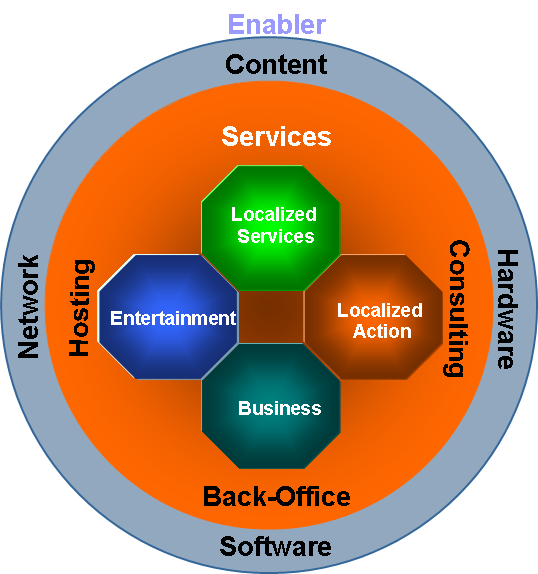 Enabler
Content
Services
Localized
Services
Network
Hosting
Entertainment
Localized
Action
Consulting
Hardware
Business
Back-Office
Software